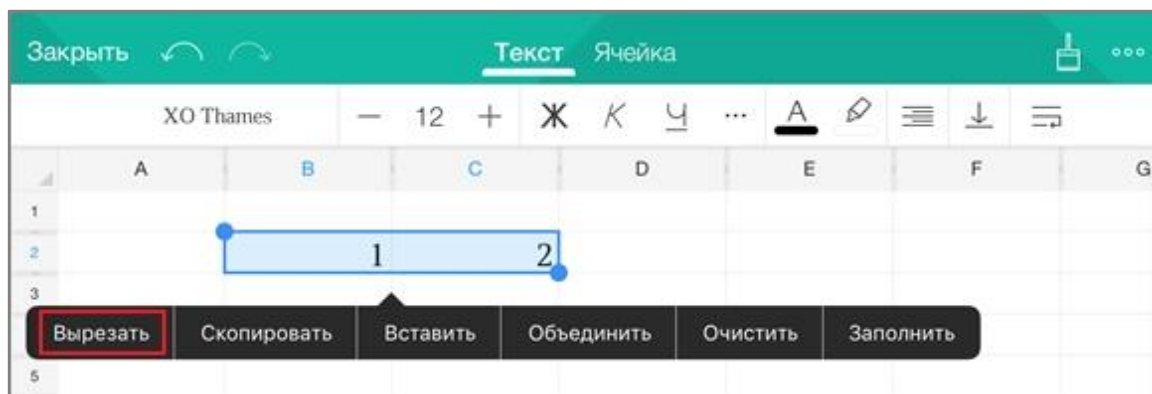 Закрыть Текст Ячейка
XO Thames — 12 + Ж К Ч ... A
A B C D E F G
1
2 1 2
3
Вырезать Скопировать Вставить Объединить Очистить Заполнить
5